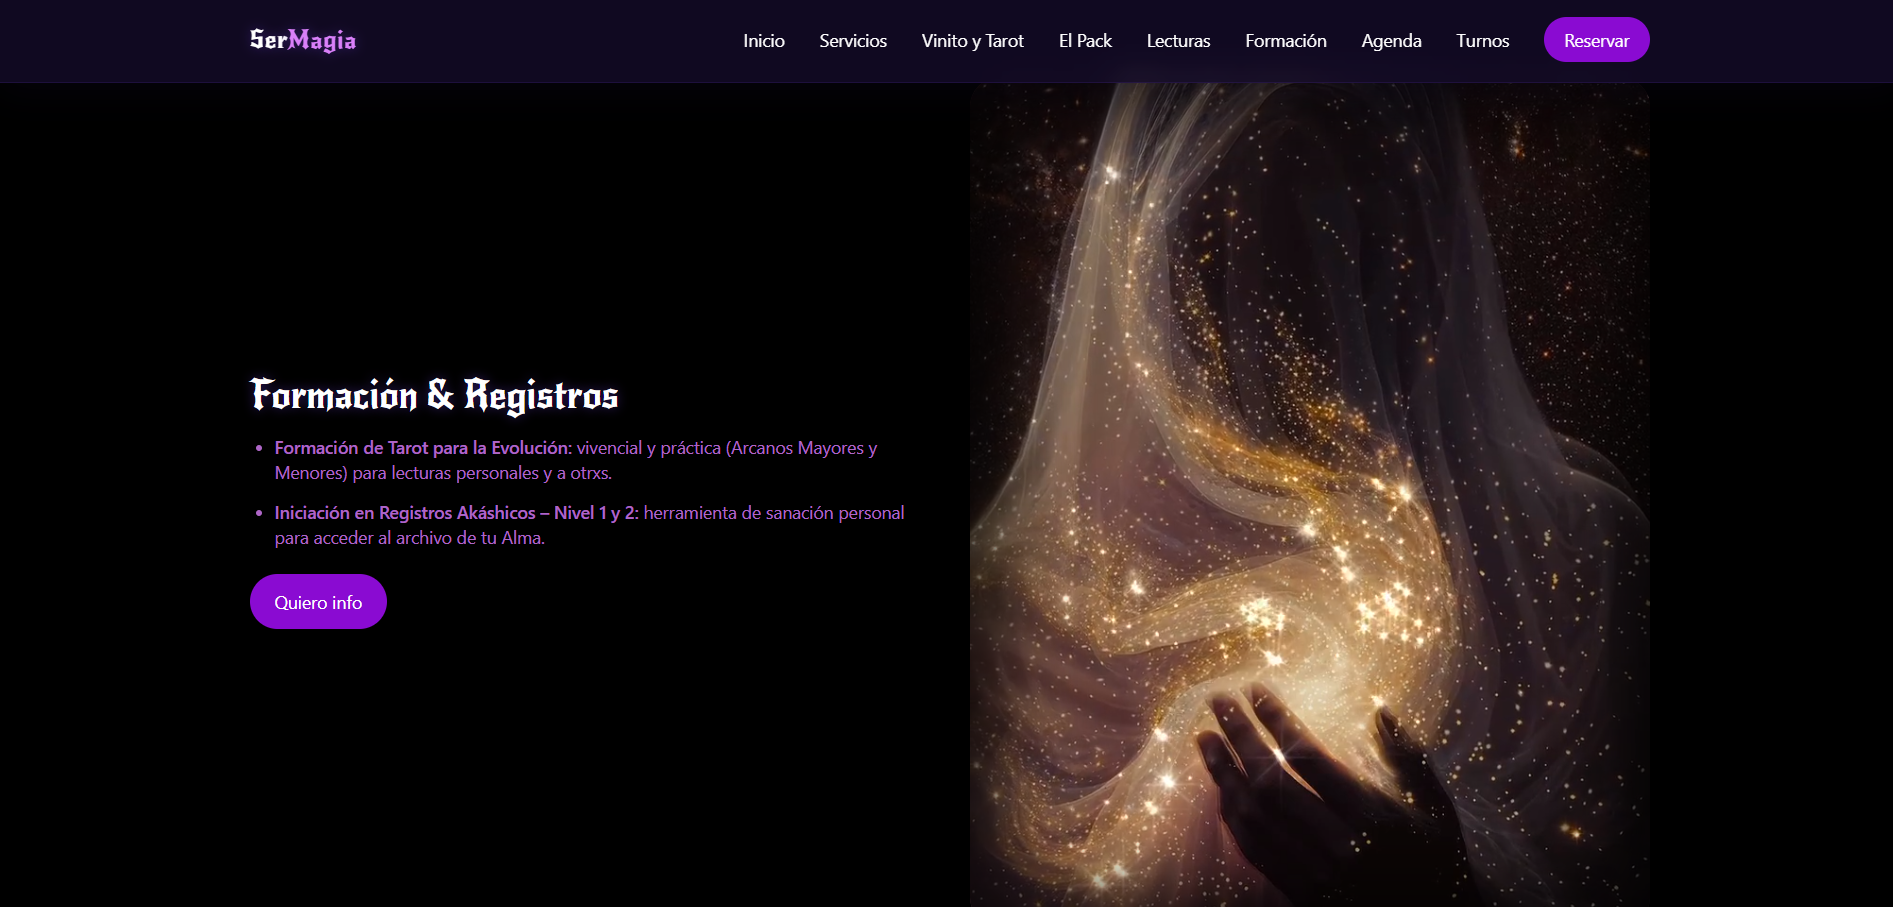 SerMagia
Inicio Servicios Vinito y Tarot El Pack Lecturas Formación Agenda Turnos Reservar
Formación & Registros
• Formación de Tarot para la Evolución: vivencial y práctica (Arcanos Mayores y
Menores) para lecturas personales y a otrxs.
• Iniciación en Registros Akáshicos – Nivel 1 y 2: herramienta de sanación personal
para acceder al archivo de tu Alma.
Quiero info